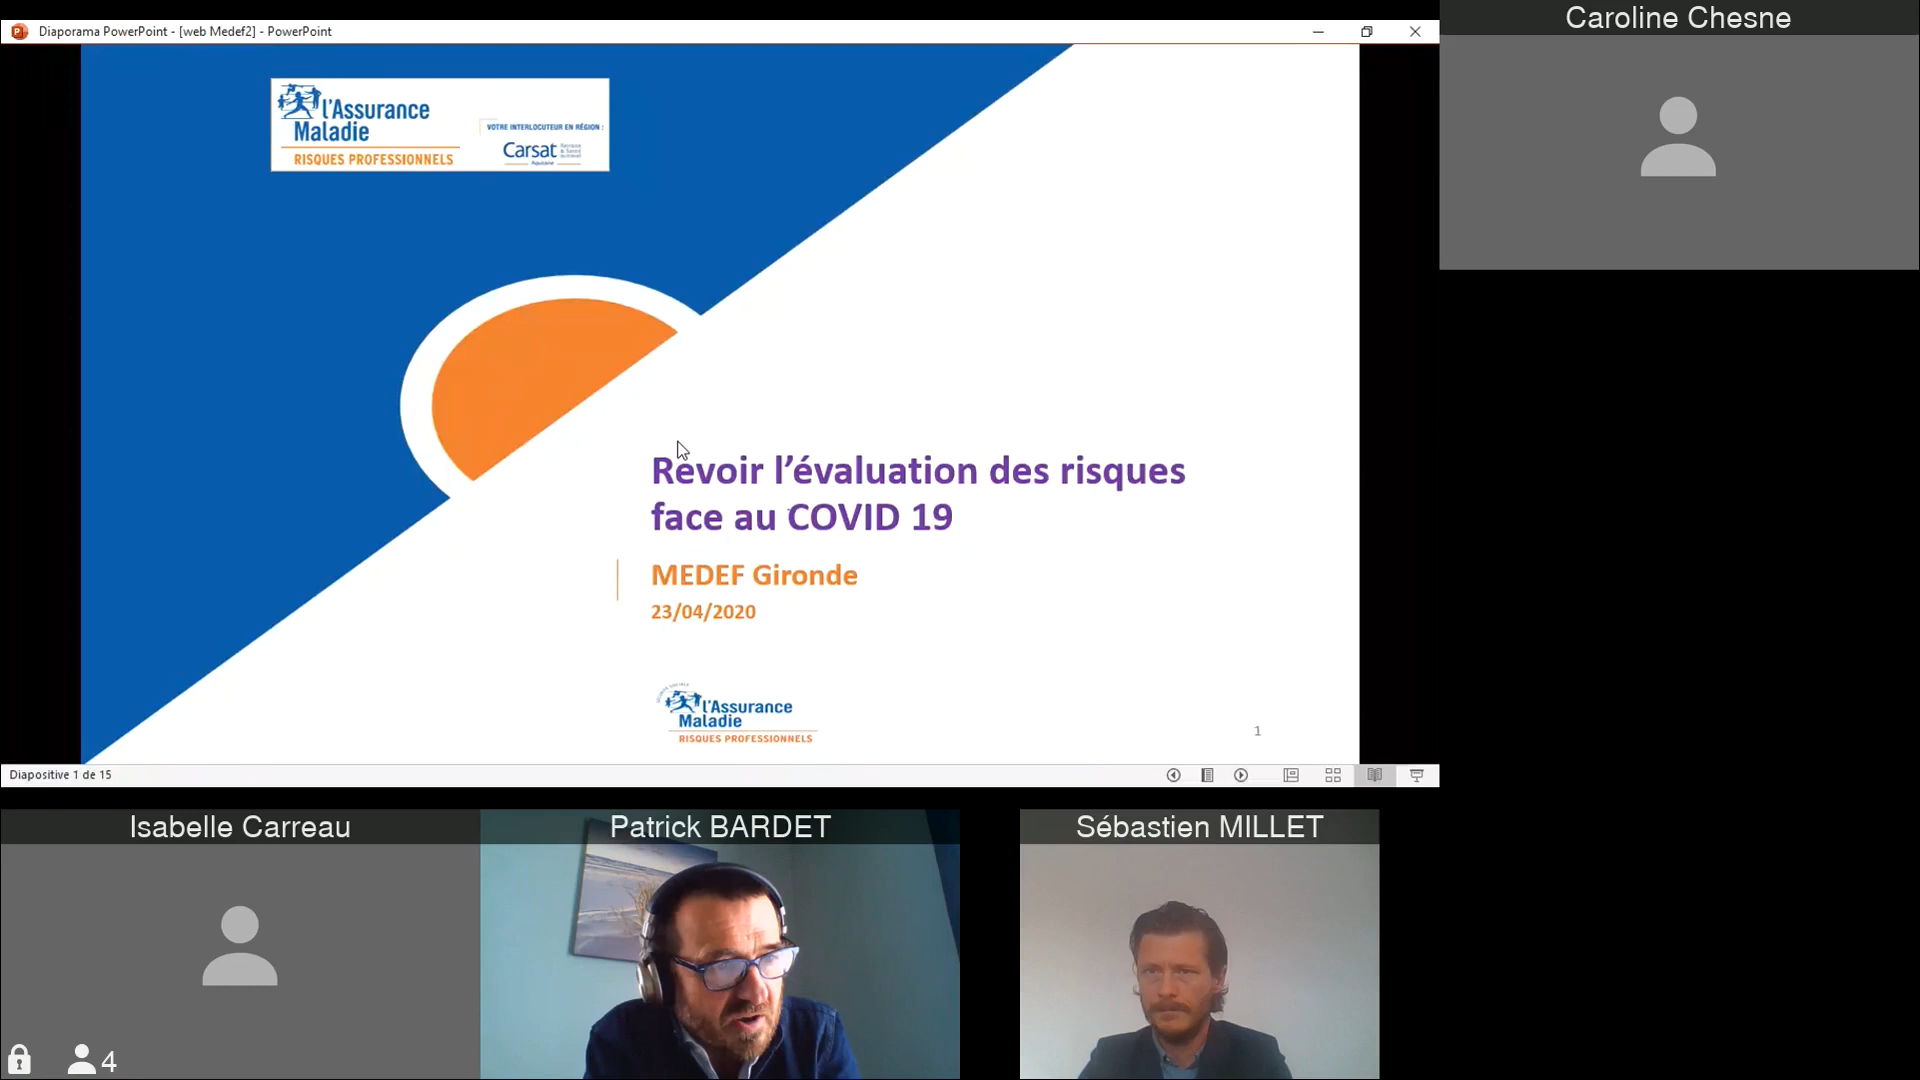 Caroline Chesne
Diaporama PowerPoint - [web Medef2] - PowerPoint
l'Assurance
Maladie
RISQUES PROFESSIONNELS
VOTRE INTERLOCUTEUR EN RÉGION :
Carsat
Aquitaine
Revoir l’évaluation des risques
face au COVID 19
MEDEF Gironde
23/04/2020
l'Assurance
Maladie
RISQUES PROFESSIONNELS
1
Diapositive 1 de 15
Isabelle Carreau
Patrick BARDET
Sébastien MILLET
4